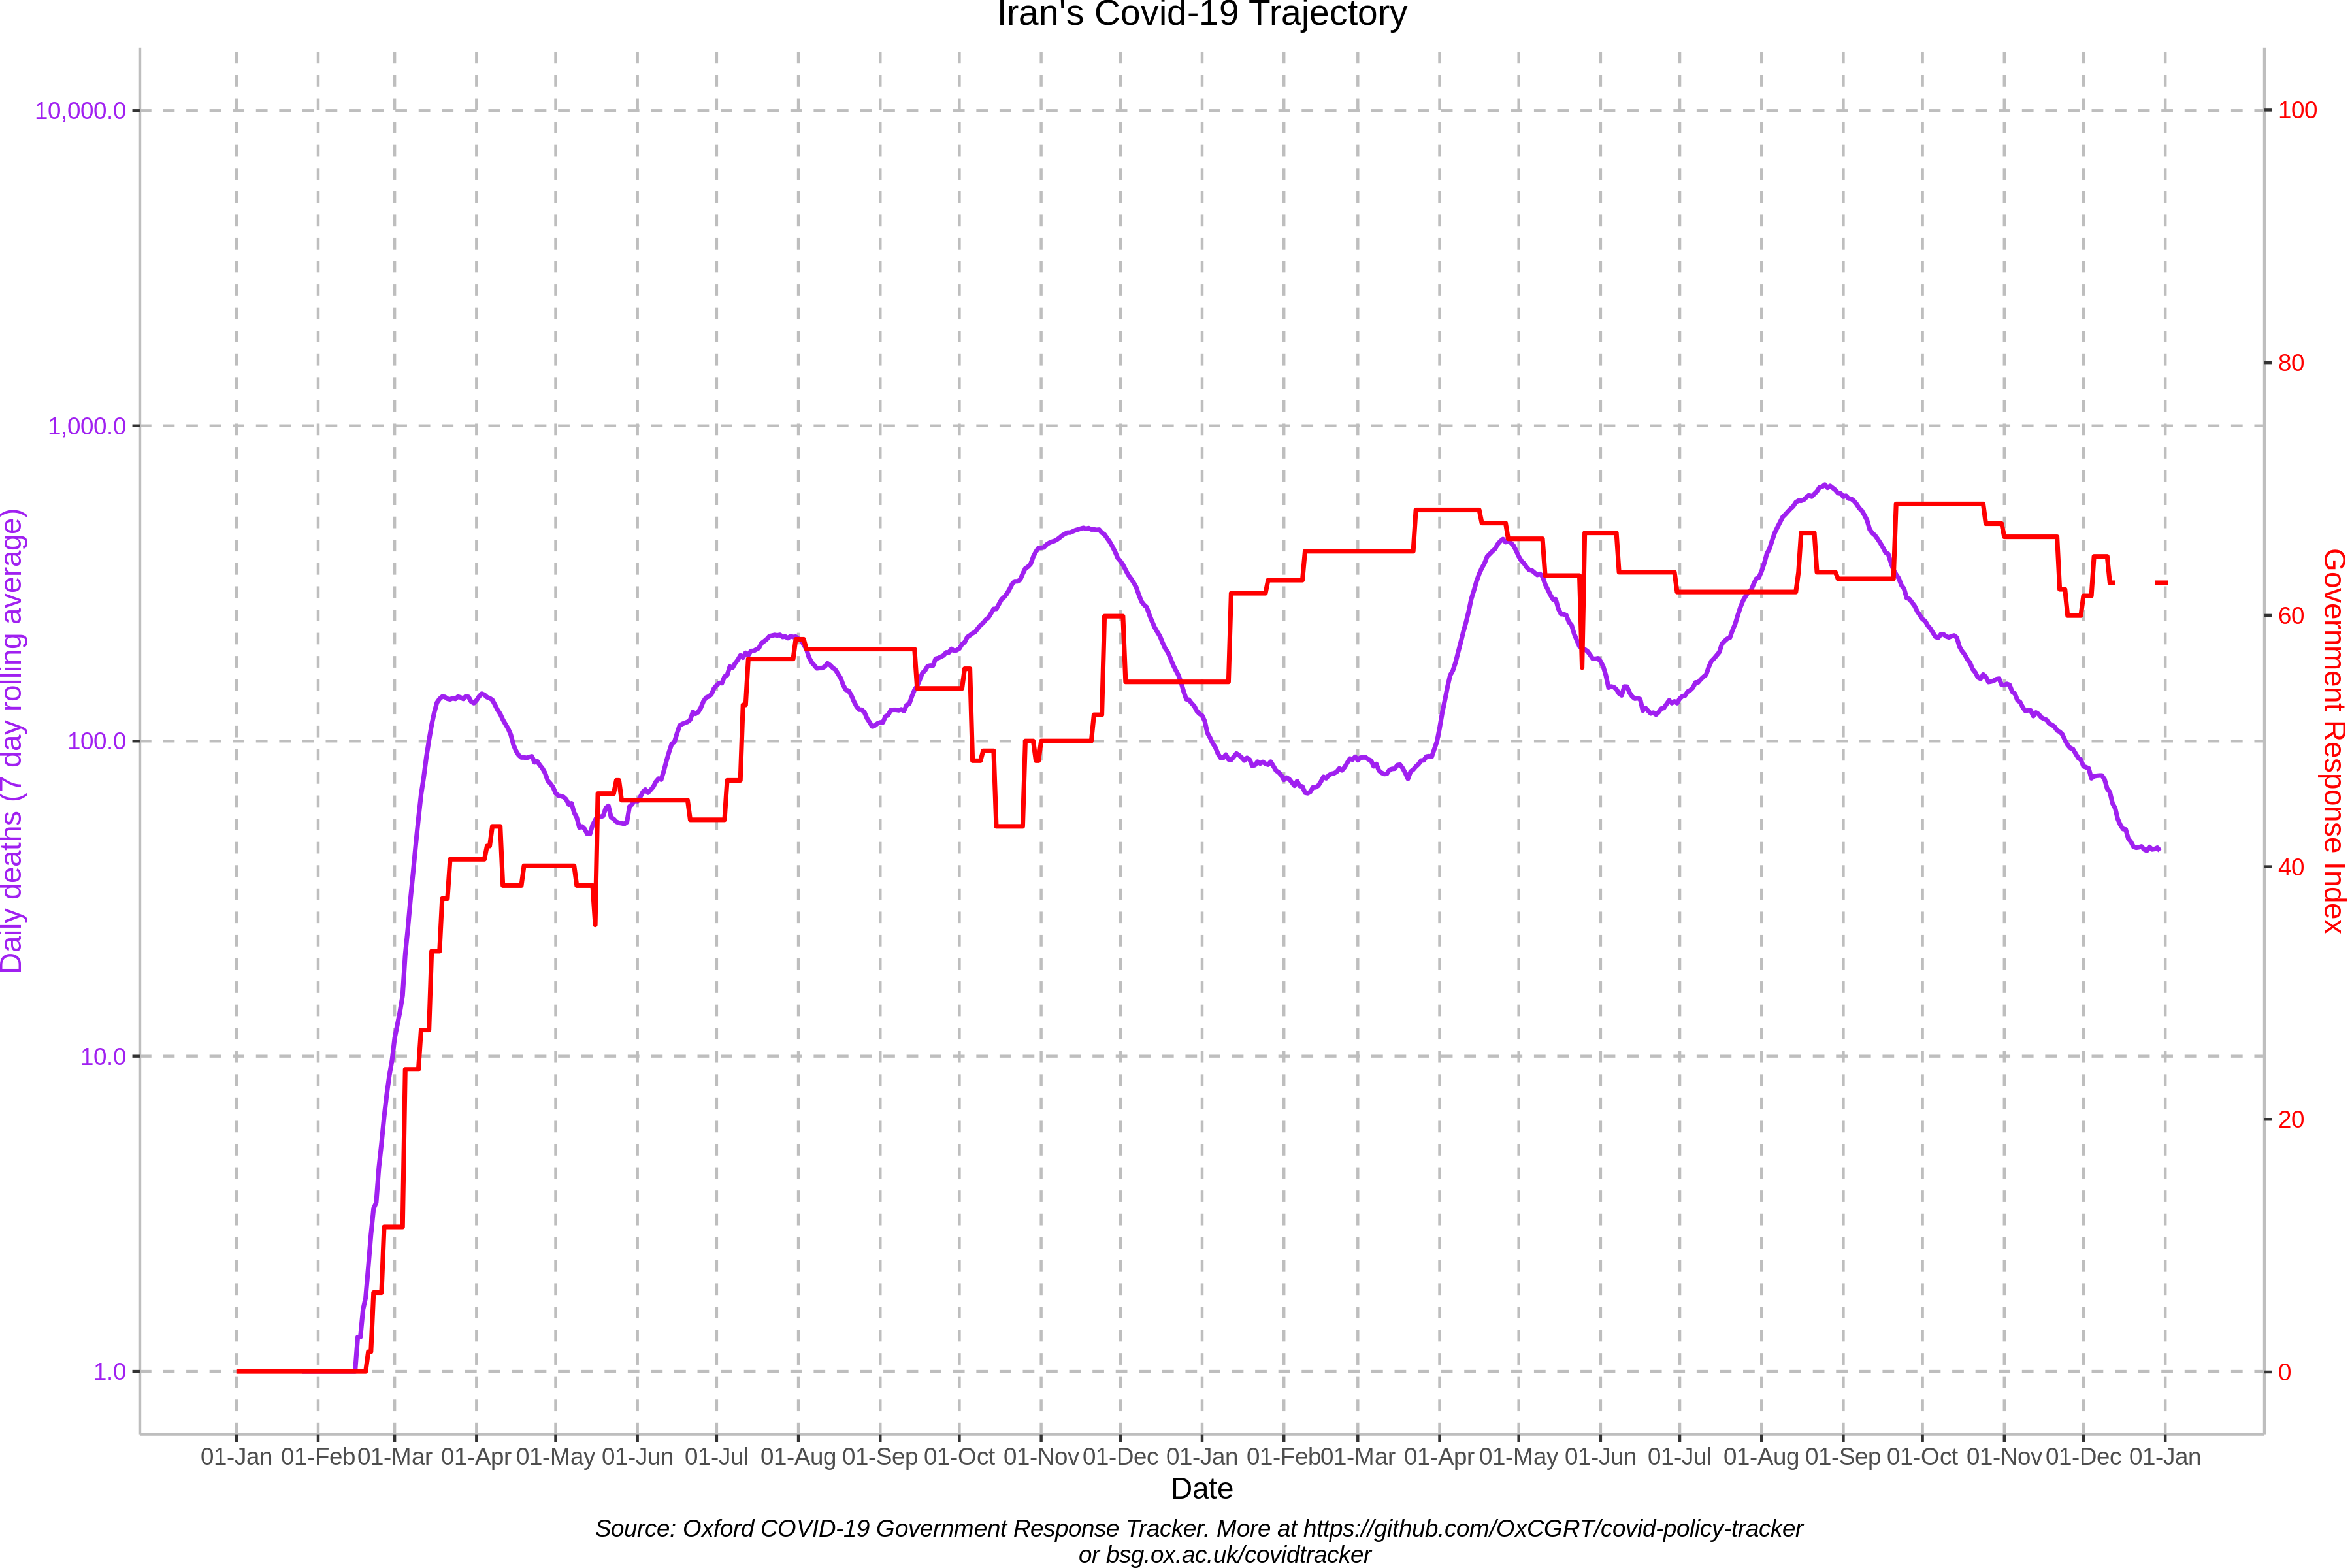 Iran's Covid-19 Trajectory
10,000.0
1,000.0
100.0
10.0
1.0
Daily deaths (7 day rolling average)
100
80
60
40
20
0
Government Response Index
01-Jan 01-Feb 01-Mar 01-Apr 01-May 01-Jun 01-Jul 01-Aug 01-Sep 01-Oct 01-Nov 01-Dec 01-Jan 01-Feb 01-Mar 01-Apr 01-May 01-Jun 01-Jul 01-Aug 01-Sep 01-Oct 01-Nov 01-Dec 01-Jan
Date
Source: Oxford COVID-19 Government Response Tracker. More at https://github.com/OxCGRT/covid-policy-tracker
or bsg.ox.ac.uk/covidtracker